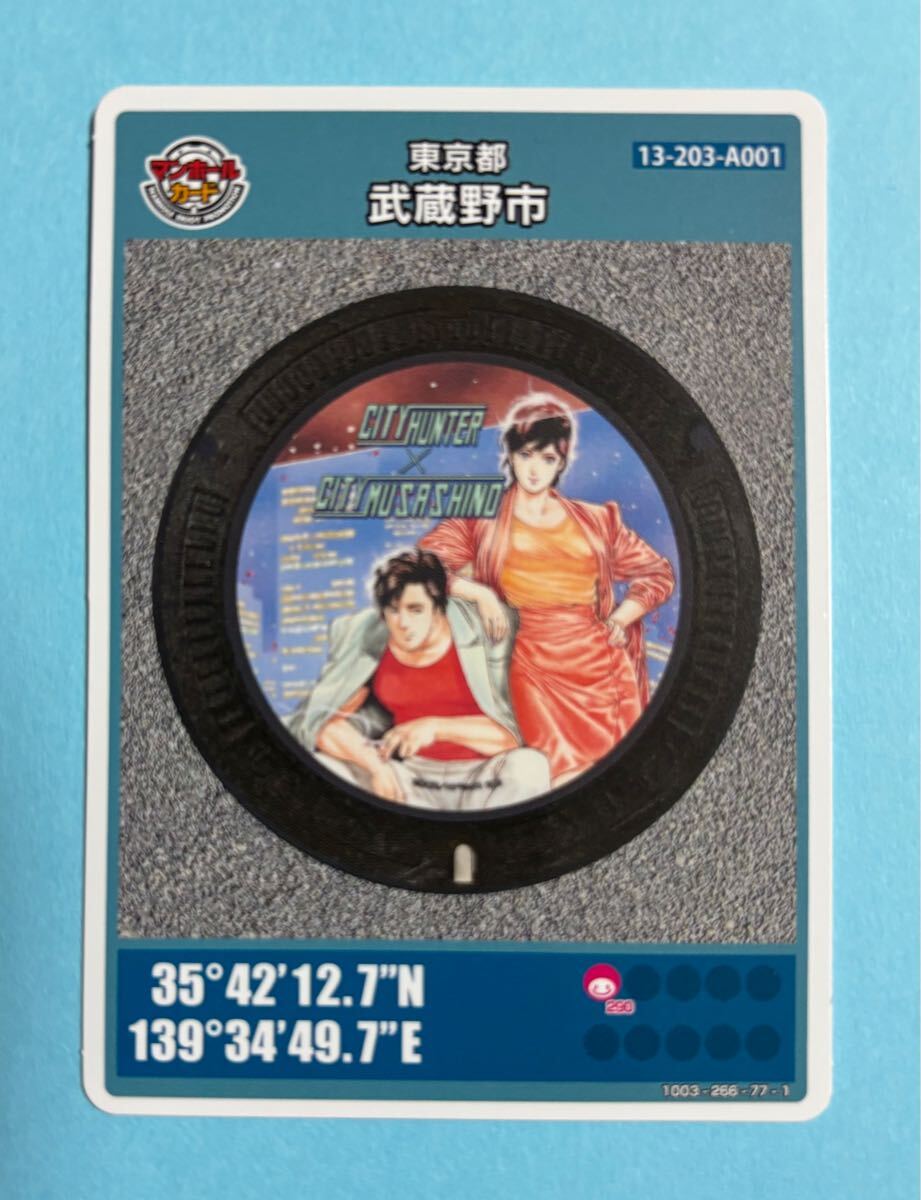 マンホール
カード
東京都
武蔵野市
13-203-A001
CITY HUNTER
×
CITY MUSASHINO
35°42'12.7"N
139°34'49.7"E
290
1003-266-77-1